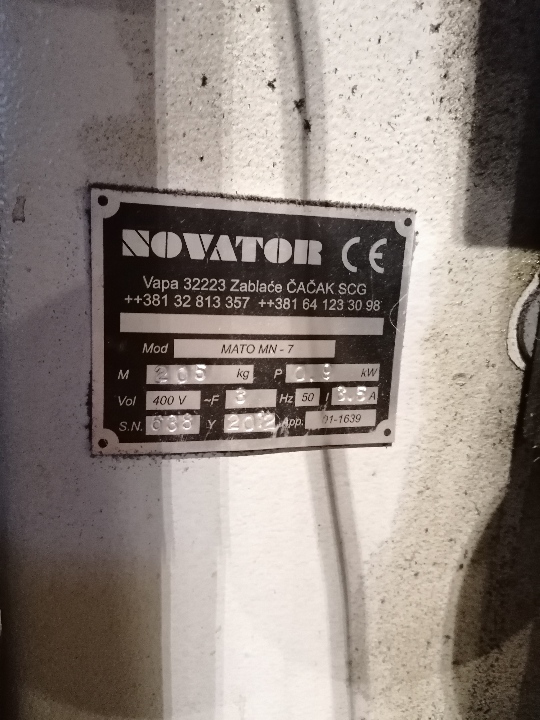 NOVATOR CE
Vapa 32223 Zablaće ČAČAK SCG
++381 32 813 357 ++381 64 123 30 98
Mod MATO MN - 7
M 205 kg P 0.9 kW
Vol 400 V ~F 3 Hz 50 I 3.5 A
S.N. 038 Y 2012 App. 01-1639